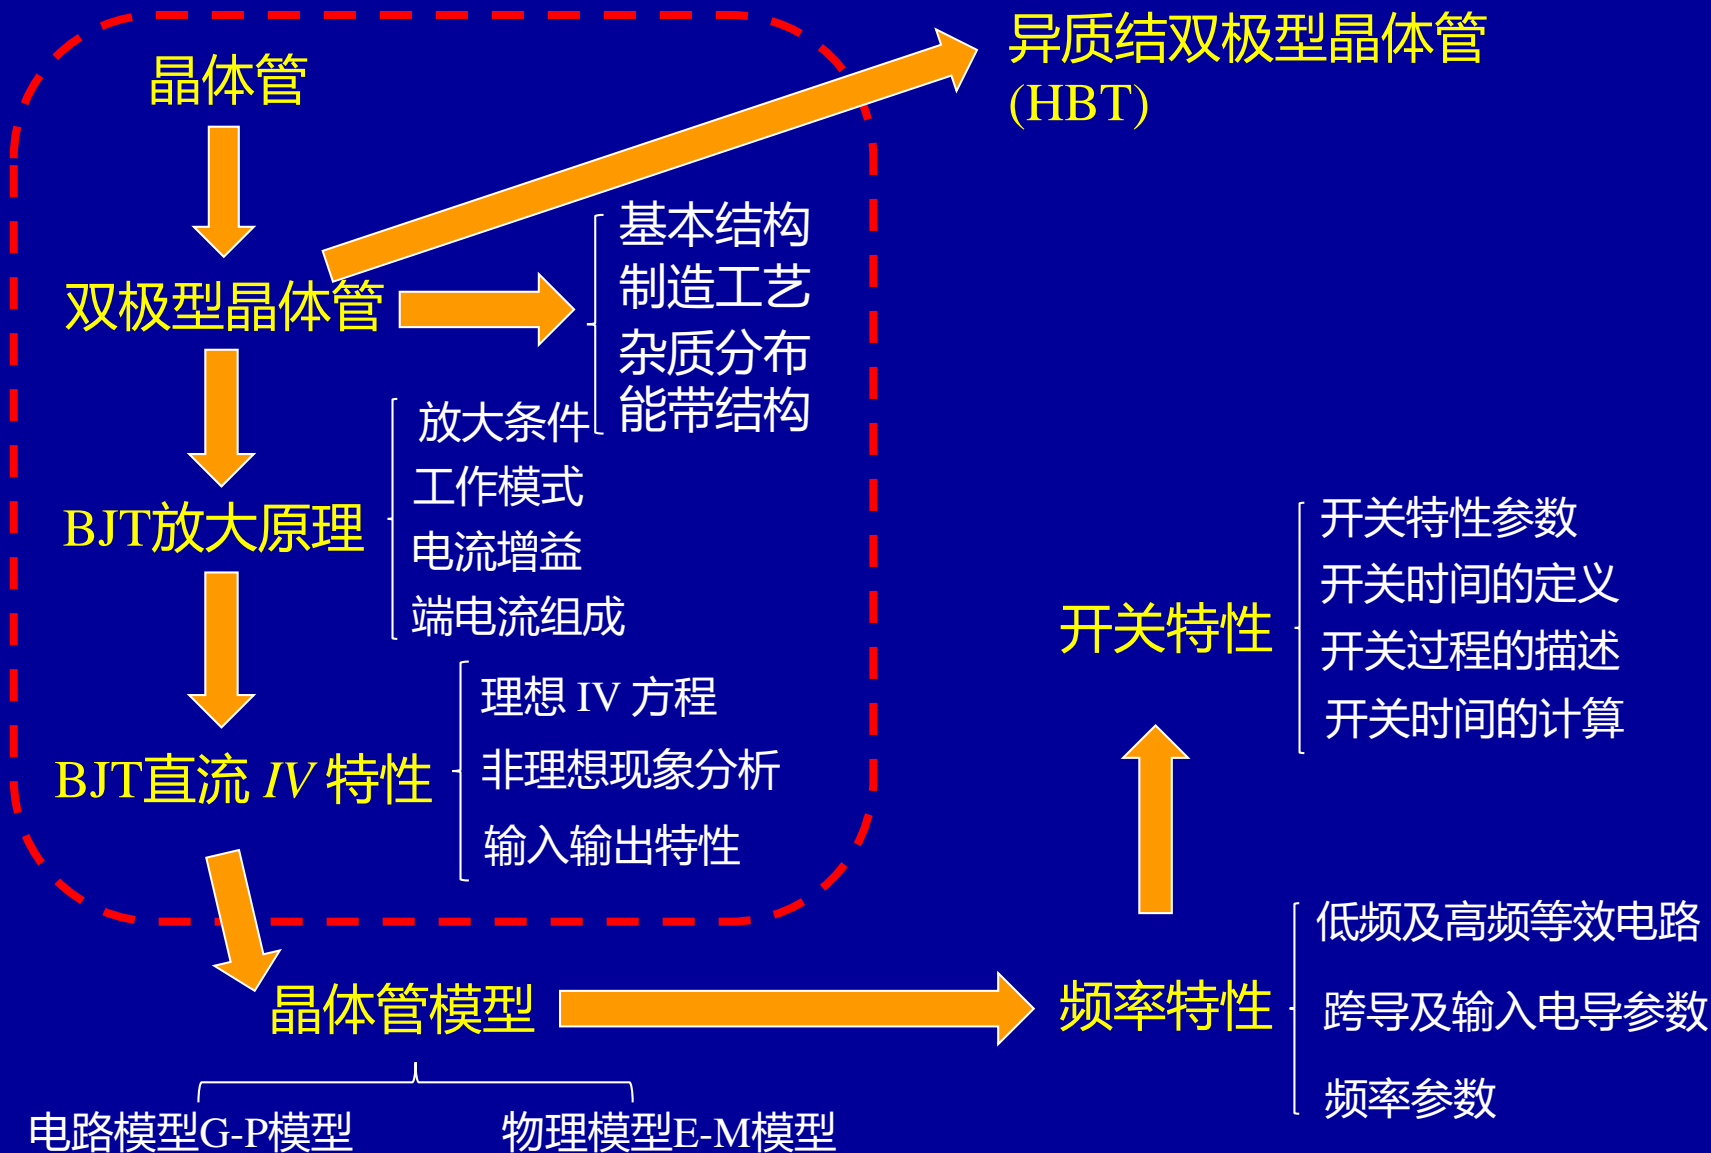 晶体管
异质结双极型晶体管
(HBT)
双极型晶体管
基本结构
制造工艺
杂质分布
能带结构
BJT放大原理
放大条件
工作模式
电流增益
端电流组成
BJT直流 IV 特性
理想 IV 方程
非理想现象分析
输入输出特性
晶体管模型
电路模型G-P模型
物理模型E-M模型
频率特性
低频及高频等效电路
跨导及输入电导参数
频率参数
开关特性
开关特性参数
开关时间的定义
开关过程的描述
开关时间的计算